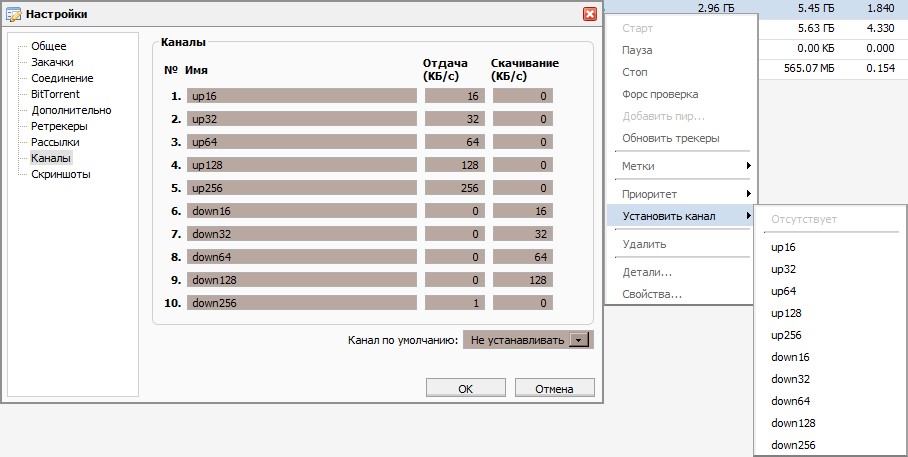 Настройки
Общее
Закачки
Соединение
BitTorrent
Дополнительно
Ретрекеры
Рассылки
Каналы
Скриншоты
Каналы
№ Имя Отдача (КБ/с) Скачивание (КБ/с)
1. up16 16 0
2. up32 32 0
3. up64 64 0
4. up128 128 0
5. up256 256 0
6. down16 0 16
7. down32 0 32
8. down64 0 64
9. down128 0 128
10. down256 1 0
Канал по умолчанию: Не устанавливать
OK Отмена
2.96 ГБ 5.45 ГБ 1.840
5.63 ГБ 4.330
0.00 КБ 0.000
565.07 МБ 0.154
Старт
Пауза
Стоп
Форс проверка
Добавить пир...
Обновить трекеры
Метки
Приоритет
Установить канал
Удалить
Детали...
Свойства...
Отсутствует
up16
up32
up64
up128
up256
down16
down32
down64
down128
down256